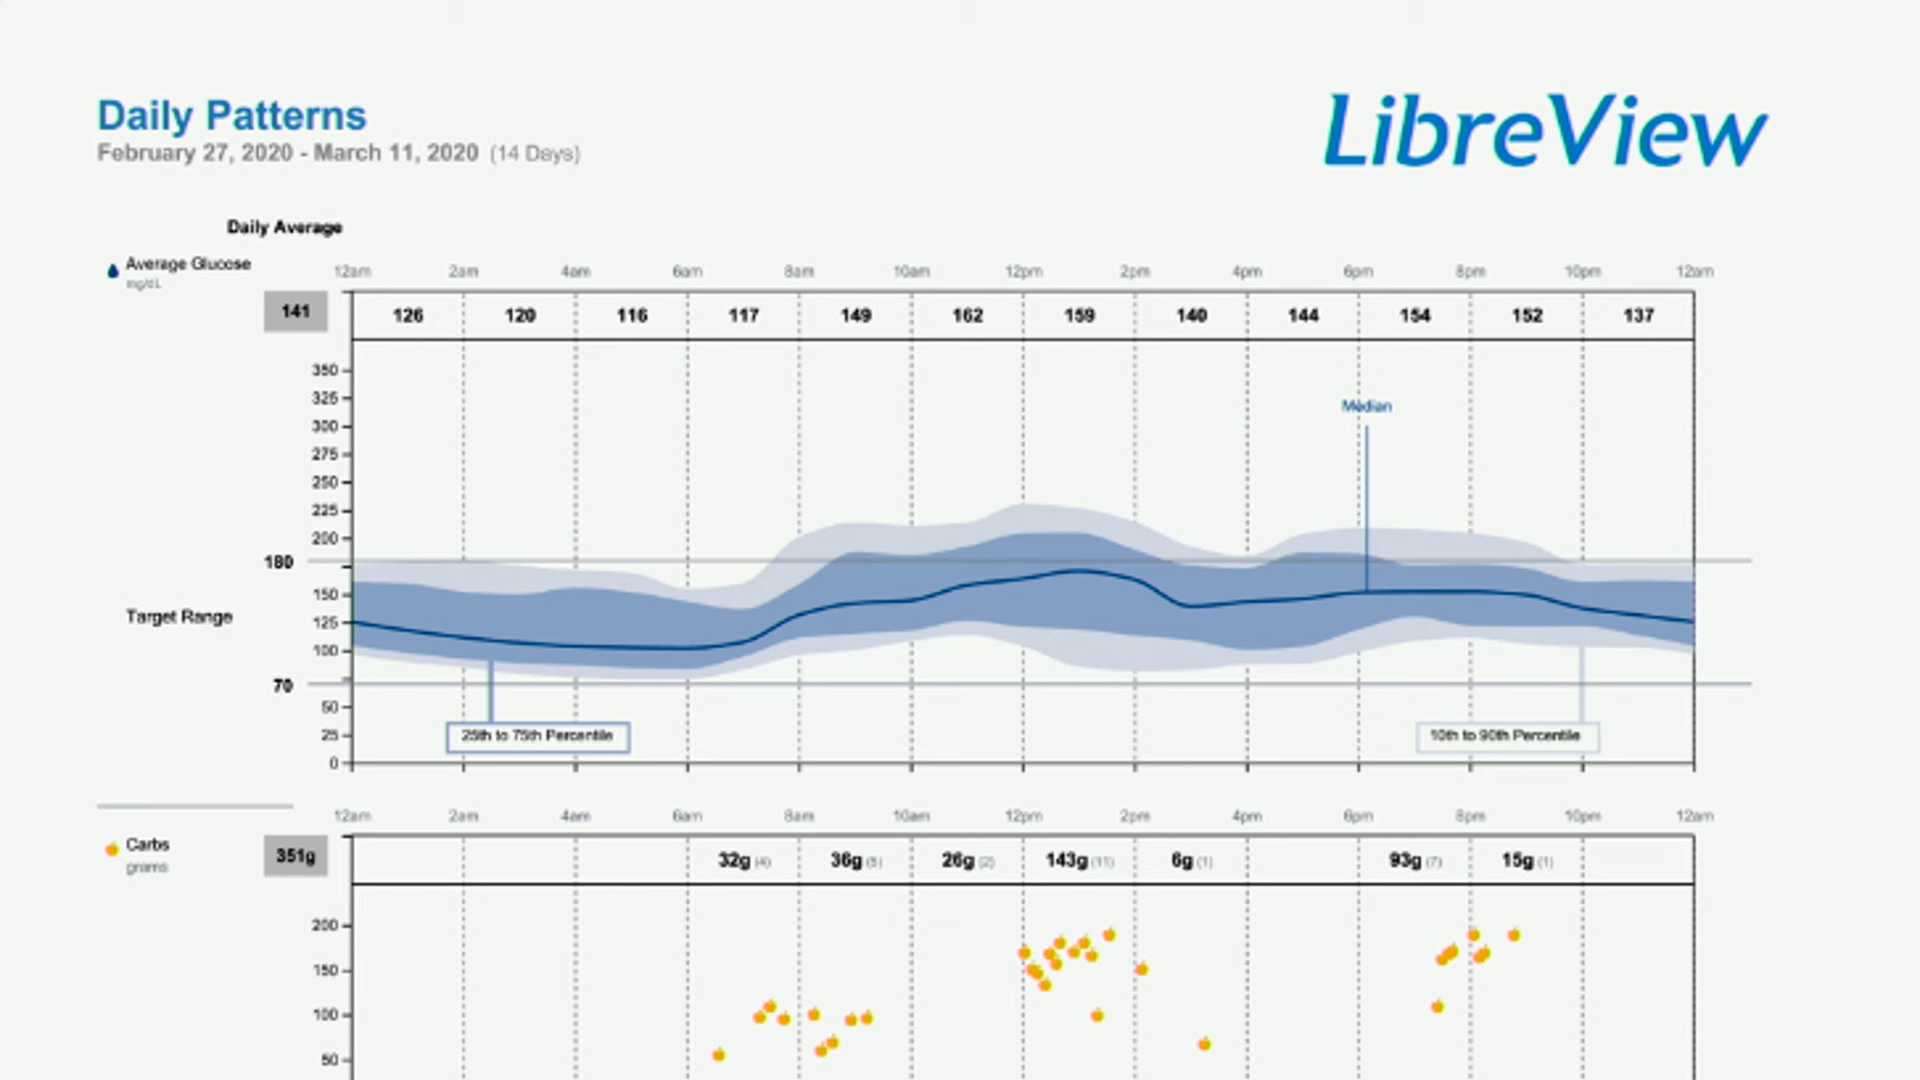 Daily Patterns
February 27, 2020 - March 11, 2020 (14 Days)
LibreView
Daily Average
Average Glucose
mg/dL
12am 2am 4am 6am 8am 10am 12pm 2pm 4pm 6pm 8pm 10pm 12am
141 126 120 116 117 149 162 159 140 144 154 152 137
350
325
Median
300
275
250
225
200
180
150
Target Range
125
100
70
50
25
25th to 75th Percentile
10th to 90th Percentile
0
12am 2am 4am 6am 8am 10am 12pm 2pm 4pm 6pm 8pm 10pm 12am
Carbs
grams
351g 32g (4) 36g (5) 26g (2) 143g (11) 6g (1) 93g (7) 15g (1)
200
150
100
50